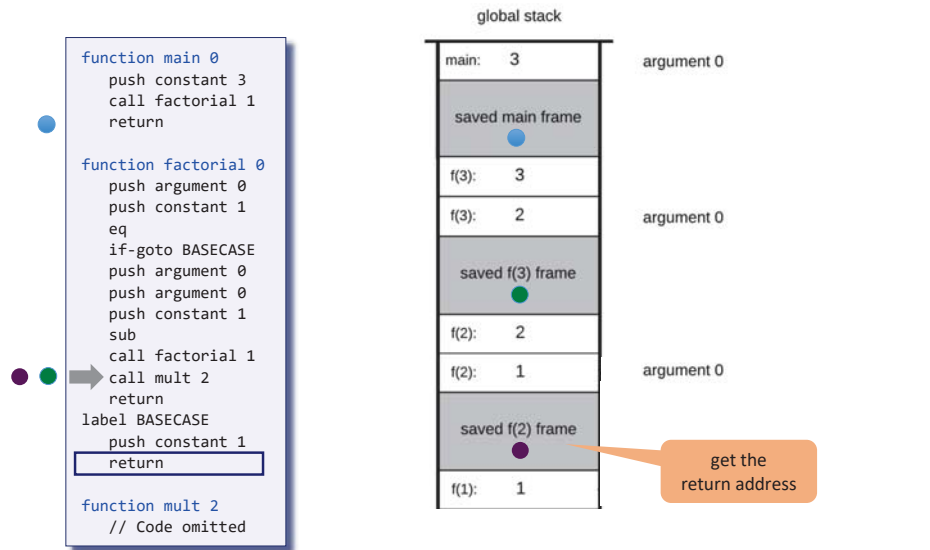 global stack
function main 0
push constant 3
call factorial 1
return
function factorial 0
push argument 0
push constant 1
eq
if-goto BASECASE
push argument 0
push argument 0
push constant 1
sub
call factorial 1
call mult 2
return
label BASECASE
push constant 1
return
function mult 2
// Code omitted
main: 3
argument 0
saved main frame
f(3): 3
f(3): 2
argument 0
saved f(3) frame
f(2): 2
f(2): 1
argument 0
saved f(2) frame
get the
return address
f(1): 1